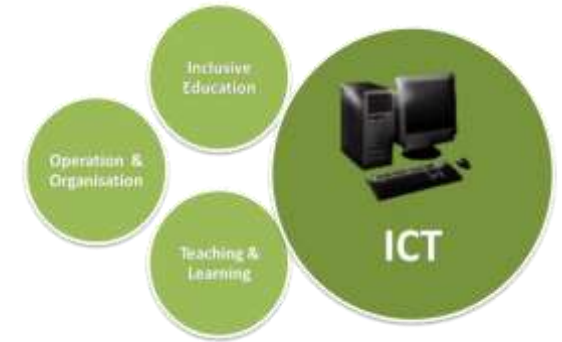 Inclusive
Education
Operation &
Organisation
Teaching &
Learning
ICT